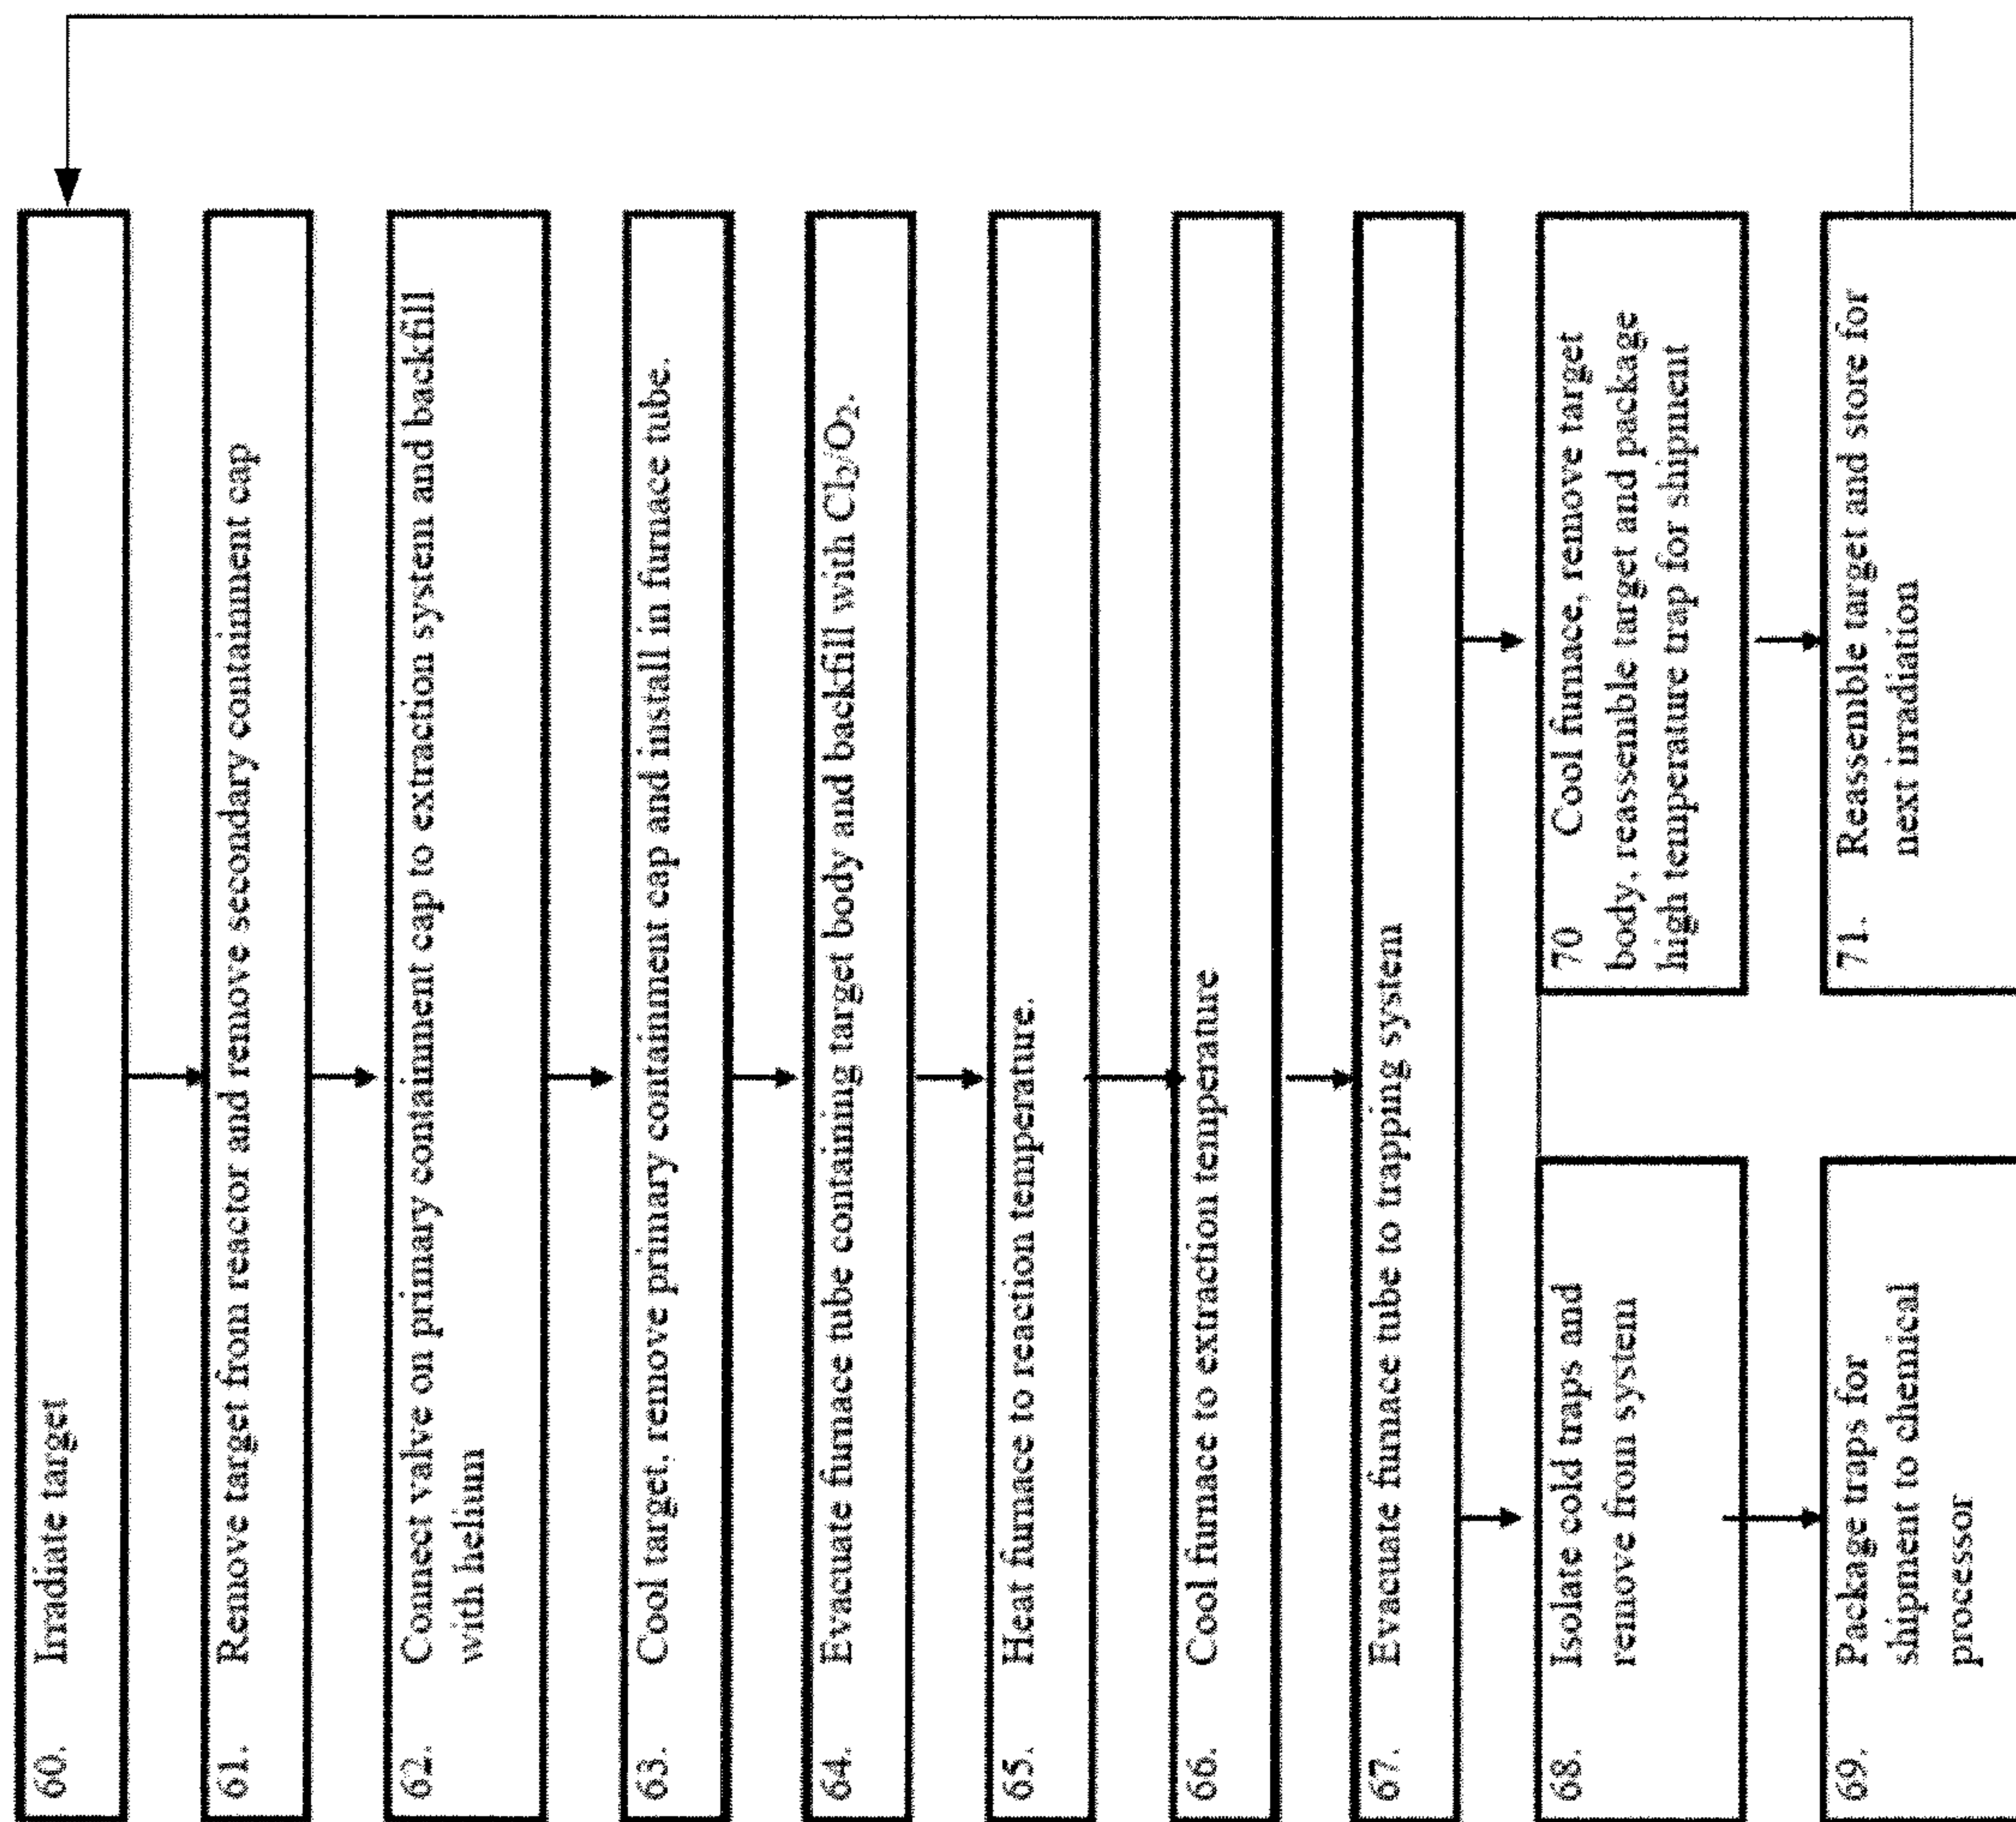 60. Irradiate target
61. Remove target from reactor and remove secondary containment cap
62. Connect valve on primary containment cap to extraction system and backfill
with helium
63. Cool target, remove primary containment cap and install in furnace tube.
64. Evacuate furnace tube containing target body and backfill with Cl₂/O₂.
65. Heat furnace to reaction temperature.
66. Cool furnace to extraction temperature
67. Evacuate furnace tube to trapping system
68. Isolate cold traps and
remove from system
69. Package traps for
shipment to chemical
processor
70 Cool furnace, remove target
body, reassenble target and package
high temperature trap for shipment
71. Reassemble target and store for
next irradiation